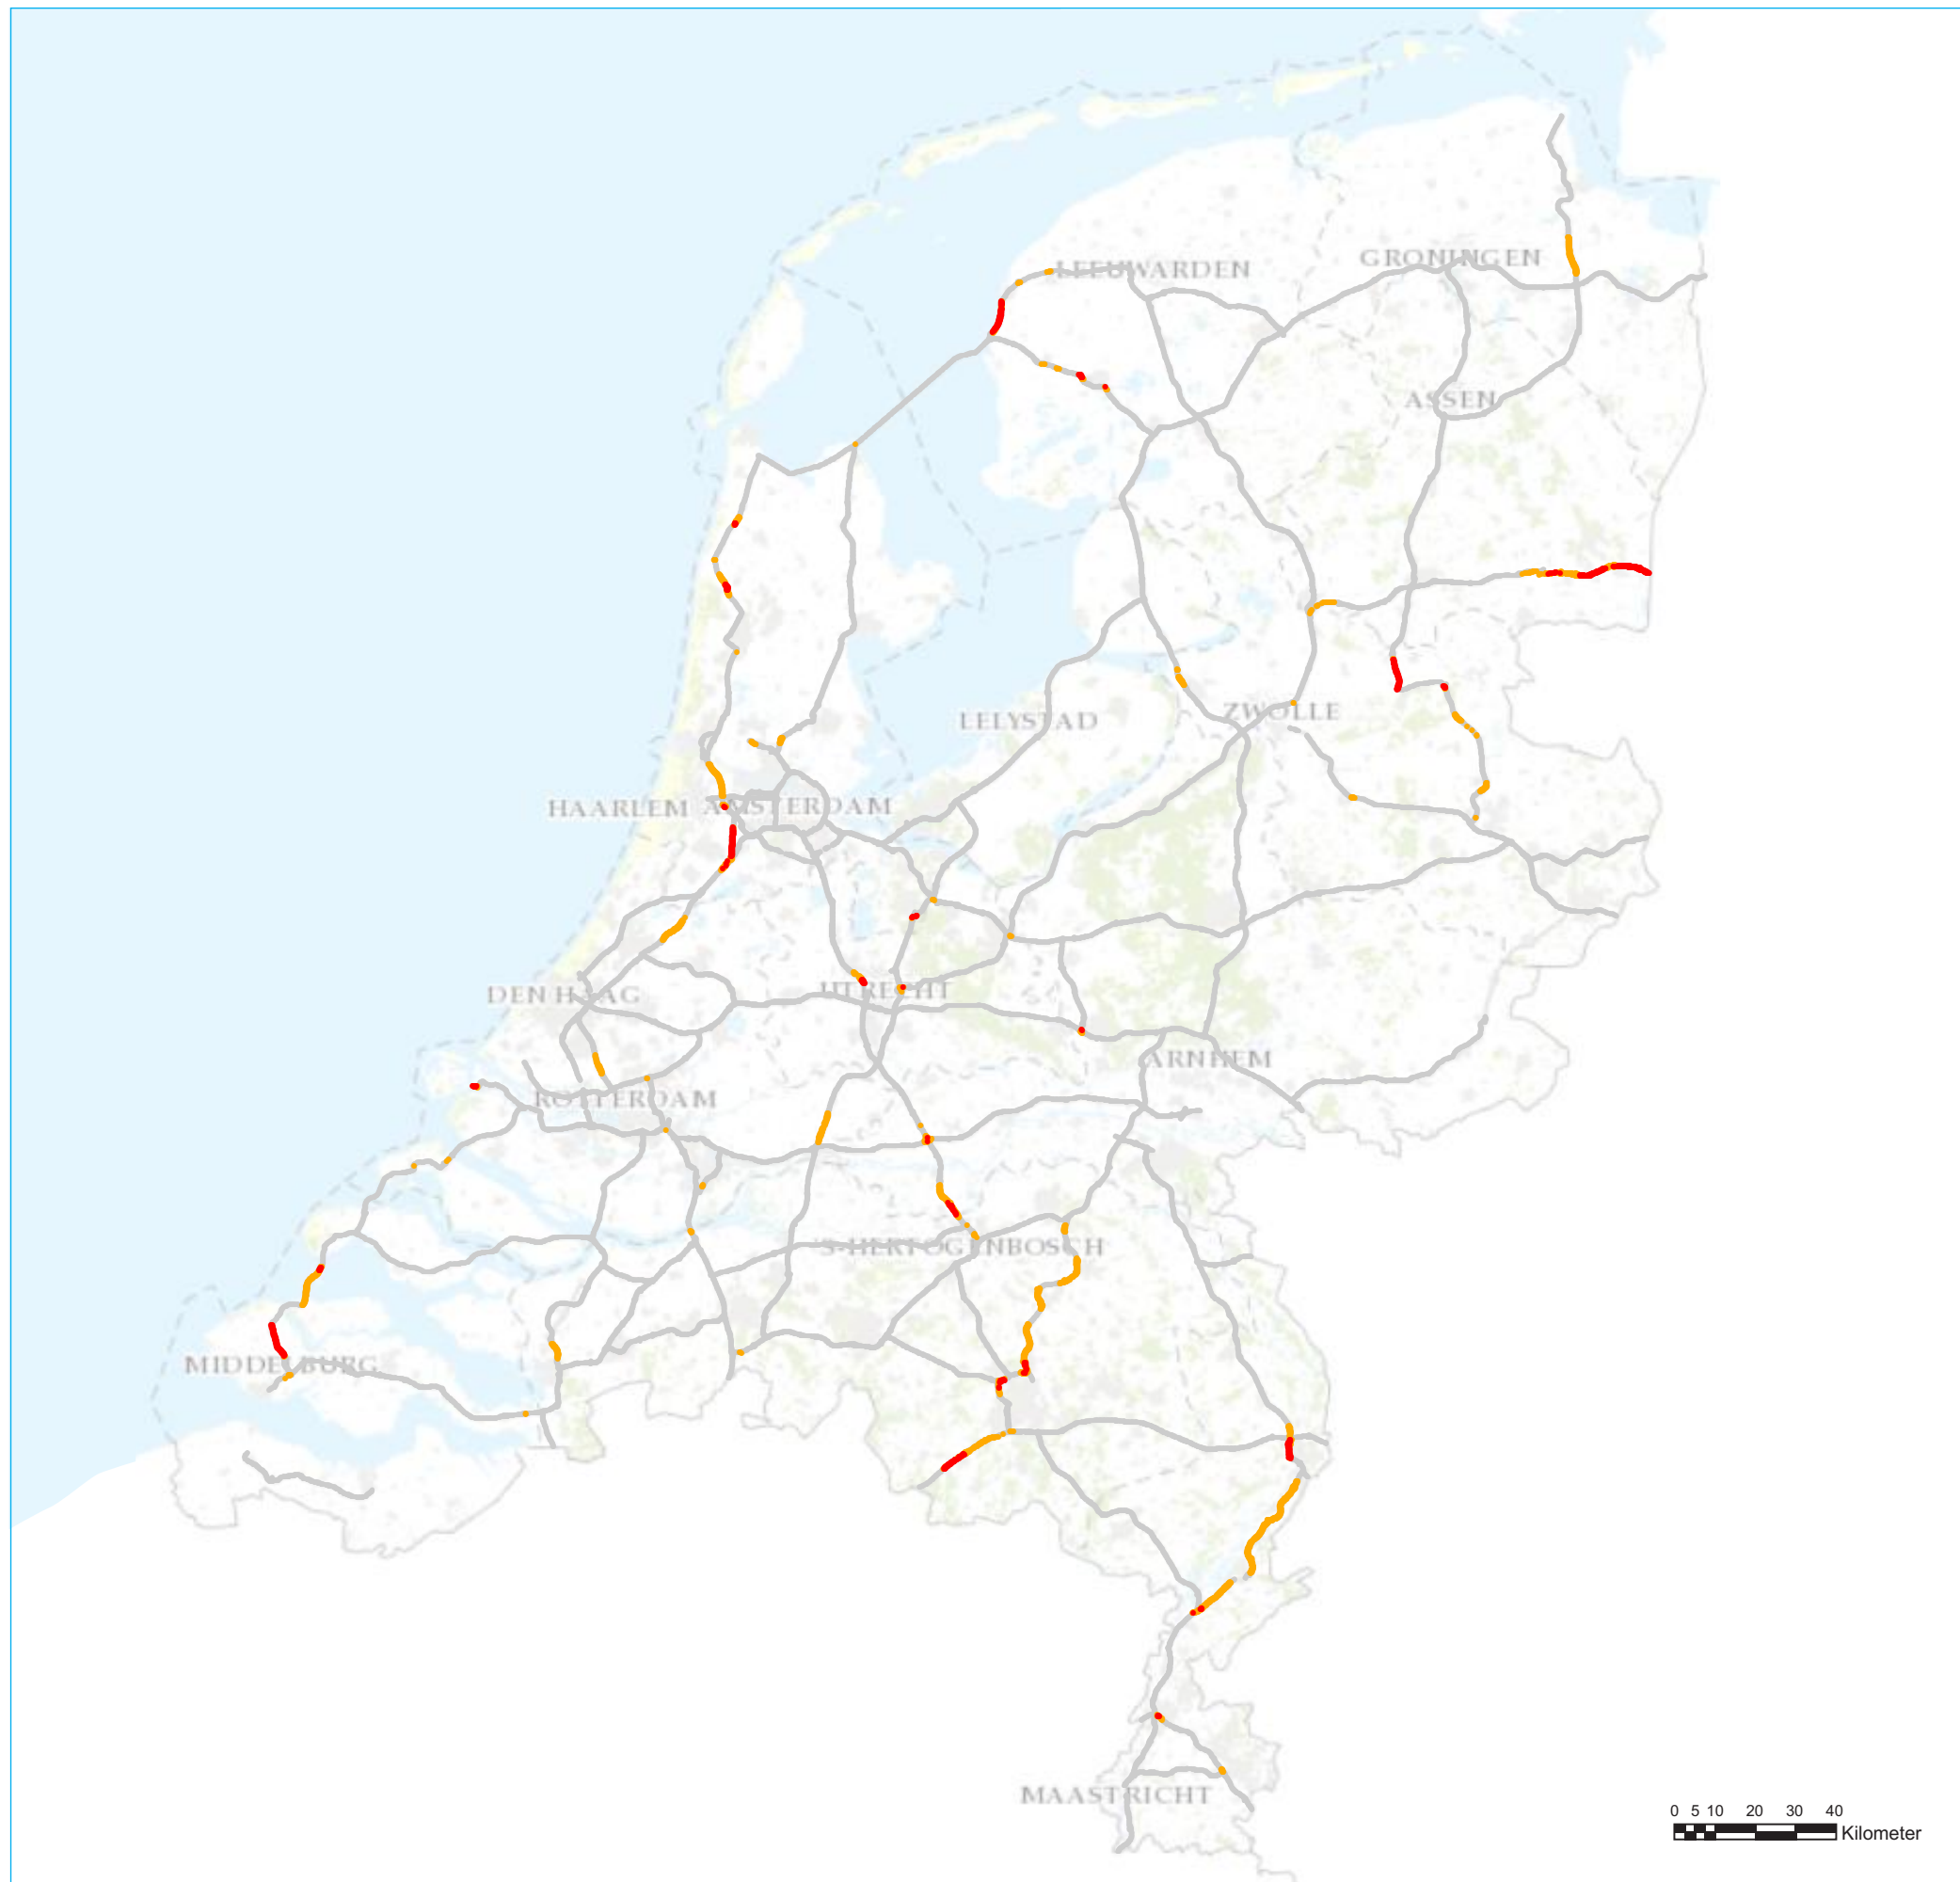 LEEUWARDEN
GRONINGEN
ASSEN
LELYSTAD
ZWOLLE
HAARLEM
AMSTERDAM
DEN HAAG
UTRECHT
ARNHEM
ROTTERDAM
'S-HERTOGENBOSCH
MIDDELBURG
MAASTRICHT
0 5 10 20 30 40
Kilometer